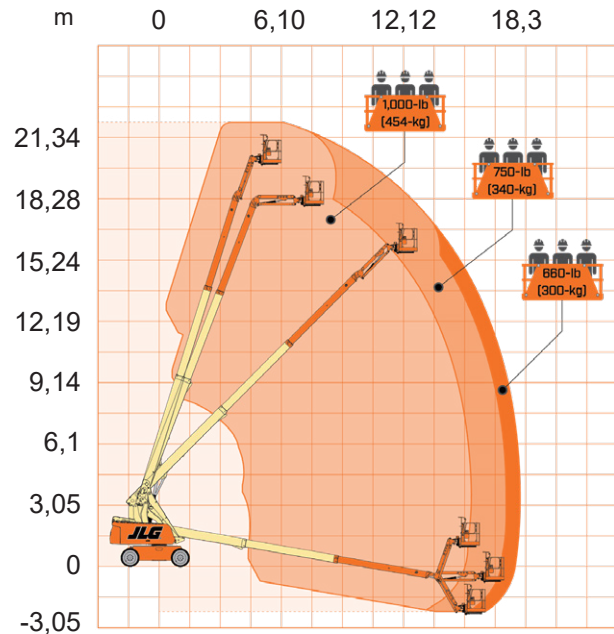 m 0 6,10 12,12 18,3
1,000-lb
(454-kg)
21,34
750-lb
(340-kg)
18,28
15,24
660-lb
(300-kg)
12,19
9,14
6,1
3,05
JLG
0
-3,05